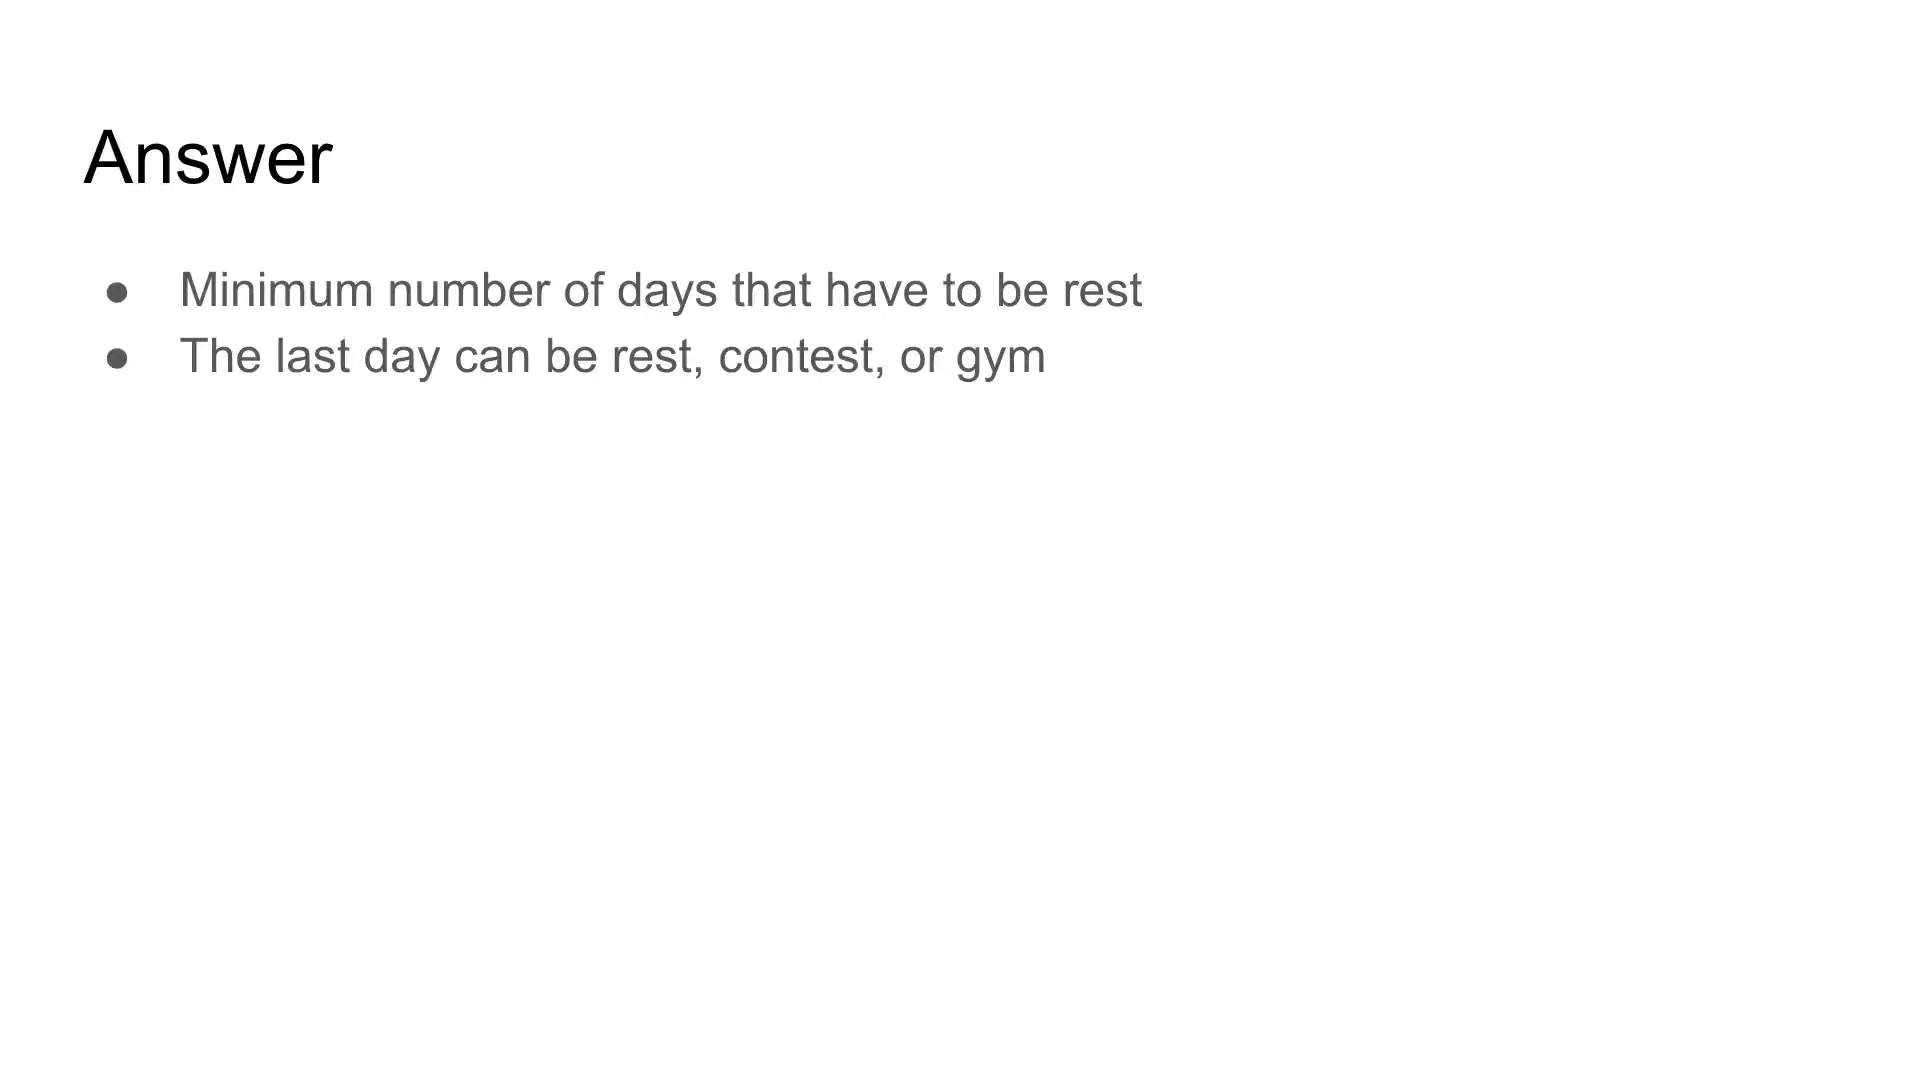 Answer
● Minimum number of days that have to be rest
● The last day can be rest, contest, or gym